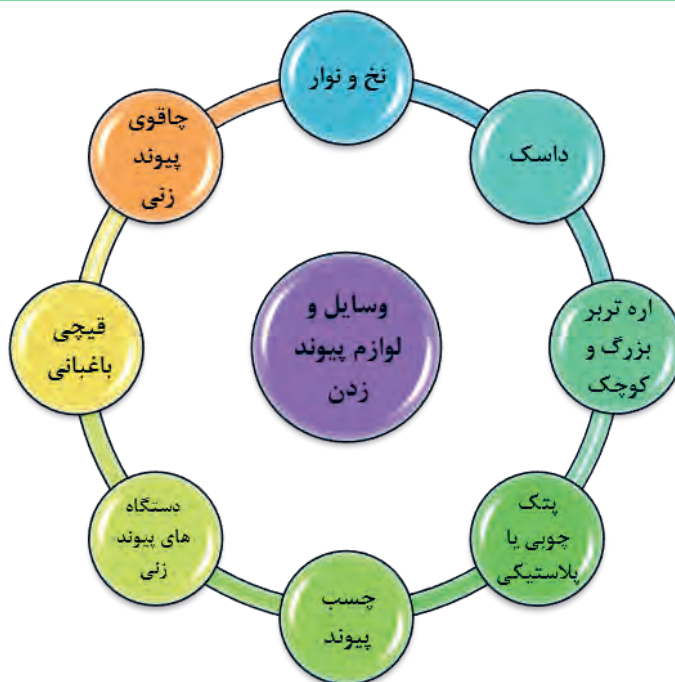 وسایل و
لوازم پیوند
زدن
نخ و نوار
داسک
اره تربر
بزرگ و
کوچک
پتک
چوبی یا
پلاستیکی
چسب
پیوند
دستگاه
های پیوند
زنی
قیچی
باغبانی
چاقوی
پیوند
زنی